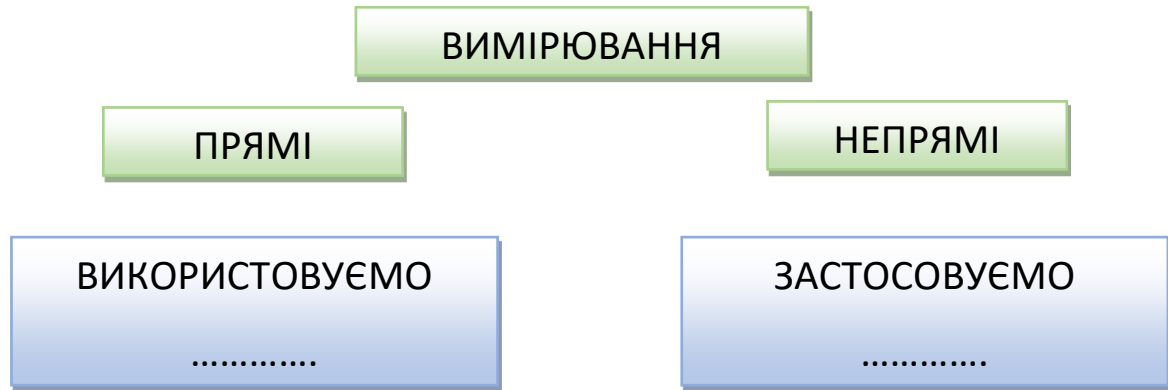 ВИМІРЮВАННЯ
ПРЯМІ
НЕПРЯМІ
ВИКОРИСТОВУЄМО
………….
ЗАСТОСОВУЄМО
………….